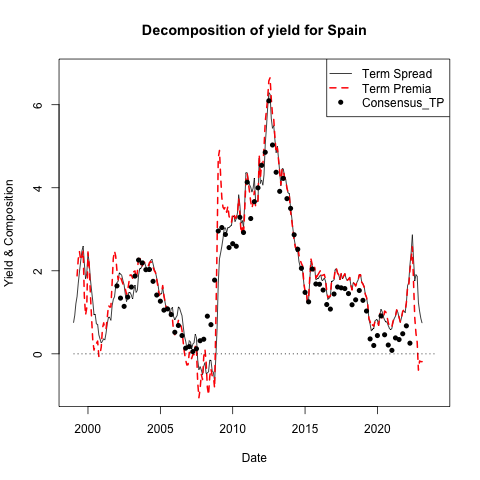 Decomposition of yield for Spain
Term Spread
Term Premia
Consensus_TP
Yield & Composition
6
4
2
0
2000 2005 2010 2015 2020
Date